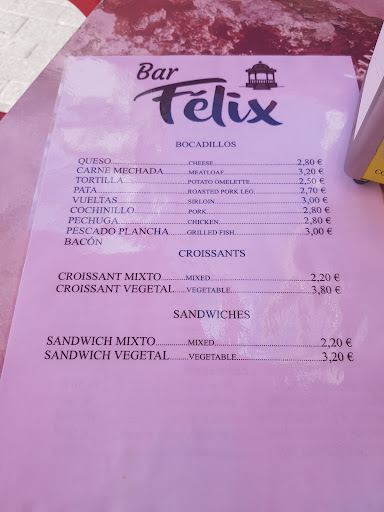 Bar
Félix
BOCADILLOS
QUESO CHEESE 2,80 €
CARNE MECHADA MEATLOAF 3,20 €
TORTILLA POTATO OMELETTE 2,50 €
PATA ROASTED PORK LEG 2,70 €
VUELTAS SIRLOIN 3,00 €
COCHINILLO PORK 2,80 €
PECHUGA CHICKEN 2,80 €
PESCADO PLANCHA GRILLED FISH 3,00 €
BACÓN
CROISSANTS
CROISSANT MIXTO MIXED 2,20 €
CROISSANT VEGETAL VEGETABLE 3,80 €
SANDWICHES
SANDWICH MIXTO MIXED 2,20 €
SANDWICH VEGETAL VEGETABLE 3,20 €